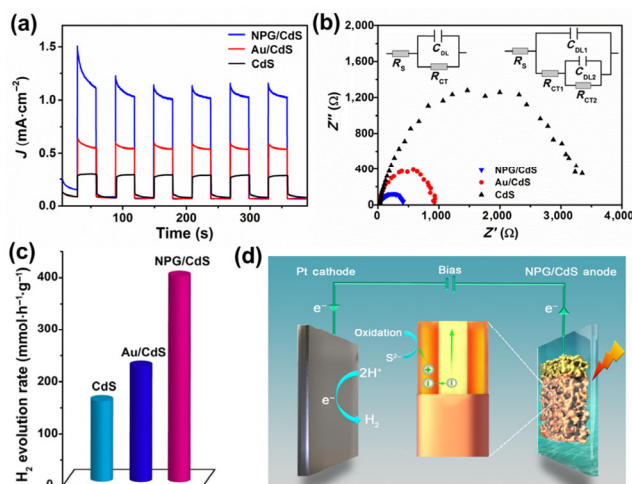 (a)
NPG/CdS
Au/CdS
CdS
J (mA·cm⁻²)
1.5
1.0
0.5
0.0
0 100 200 300
Time (s)
(b)
C_DL
R_S
R_CT
C_DL1
R_S
C_DL2
R_CT1
R_CT2
Z″ (Ω)
1,600
1,200
800
400
0
NPG/CdS
Au/CdS
CdS
0 1,000 2,000 3,000 4,000
Z′ (Ω)
(c)
H₂ evolution rate (mmol·h⁻¹·g⁻¹)
400
300
200
100
0
CdS
Au/CdS
NPG/CdS
(d)
Pt cathode
Bias
NPG/CdS anode
e⁻
e⁻
Oxidation
S²⁻
+
2H⁺
e⁻
H₂